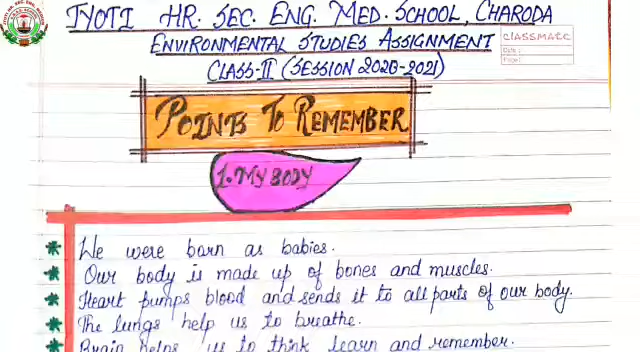 JYOTI HR. SEC. ENG. MED. SCHOOL, CHARODA
ENVIRONMENTAL STUDIES ASSIGNMENT
CLASSMATE
Date:
Page:
CLASS-II (SESSION 2020-2021)
POINTS TO REMEMBER
1. MY BODY
We were born as babies.
Our body is made up of bones and muscles.
Heart pumps blood and sends it to all parts of our body.
The lungs help us to breathe.
Brain helps us to think learn and remember.